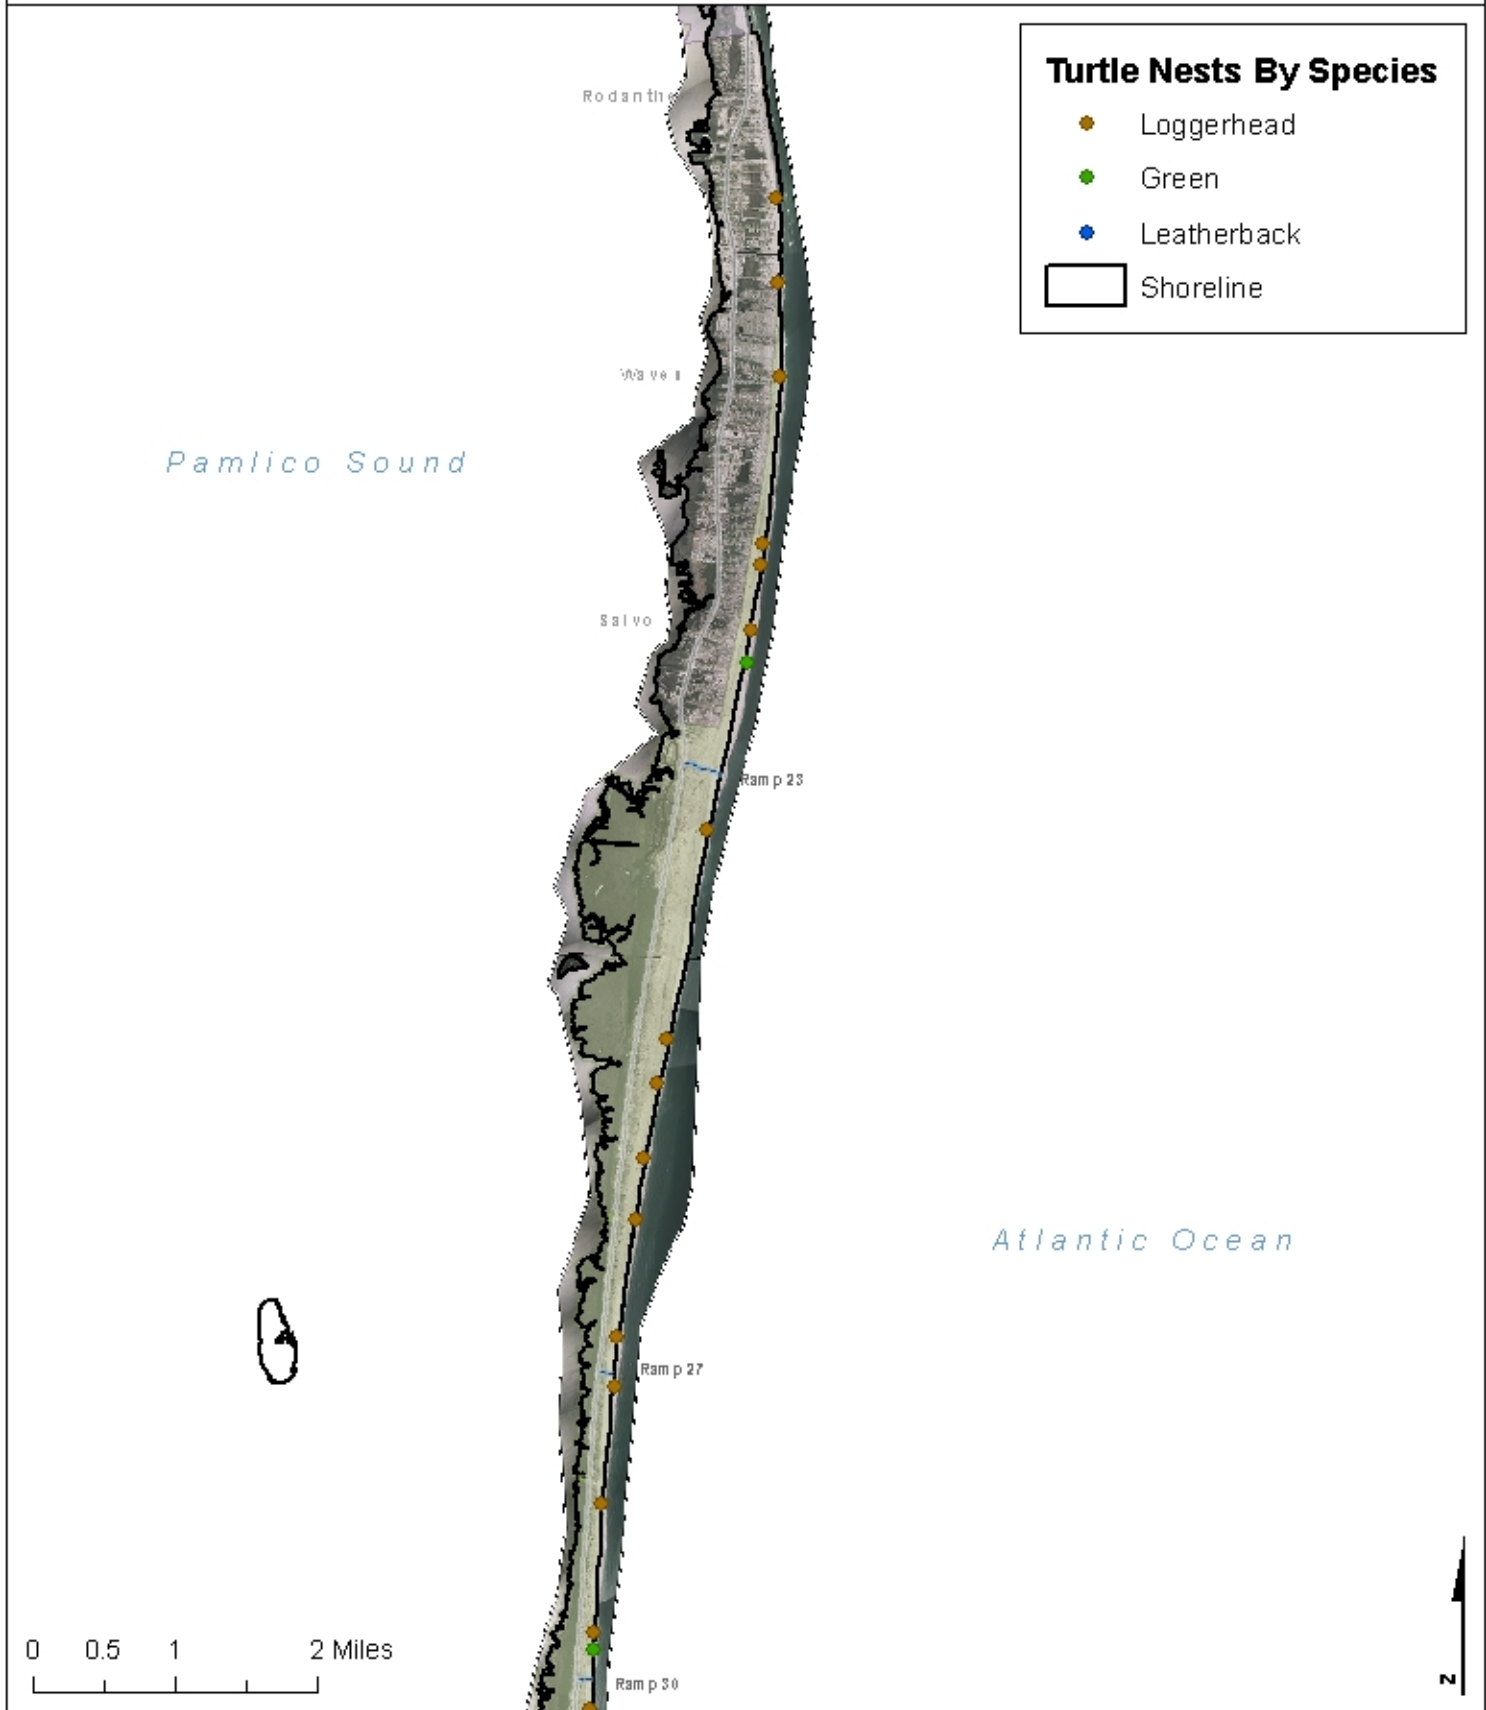 Turtle Nests By Species
Loggerhead
Green
Leatherback
Shoreline
Rodanthe
Waves
Pamlico Sound
Salvo
Ramp 23
Atlantic Ocean
Ramp 27
0 0.5 1 2 Miles
Ramp 30
N